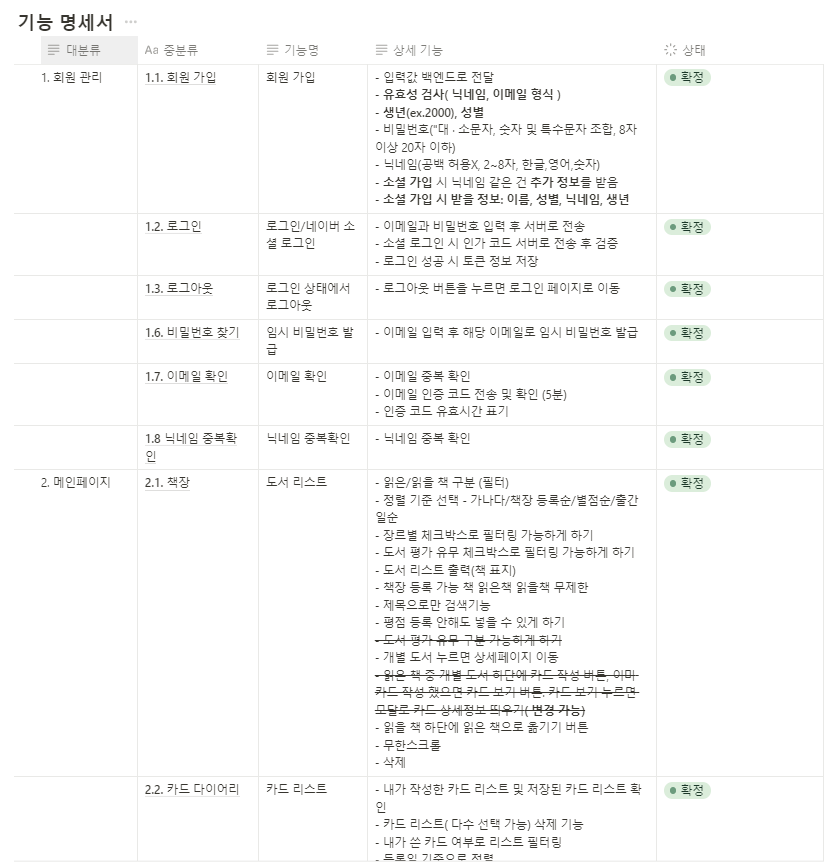 기능 명세서 ···
대분류 Aa 중분류 기능명 상세 기능 상태
1. 회원 관리 1.1. 회원 가입 회원 가입 - 입력값 백엔드로 전달 확정
- 유효성 검사( 닉네임, 이메일 형식 )
- 생년(ex.2000), 성별
- 비밀번호("대 · 소문자, 숫자 및 특수문자 조합, 8자
이상 20자 이하)
- 닉네임(공백 허용X, 2~8자, 한글,영어,숫자)
- 소셜 가입 시 닉네임 같은 건 추가 정보를 받음
- 소셜 가입 시 받을 정보: 이름, 성별, 닉네임, 생년
1.2. 로그인 로그인/네이버 소 - 이메일과 비밀번호 입력 후 서버로 전송 확정
셜 로그인 - 소셜 로그인 시 인가 코드 서버로 전송 후 검증
- 로그인 성공 시 토큰 정보 저장
1.3. 로그아웃 로그인 상태에서 - 로그아웃 버튼을 누르면 로그인 페이지로 이동 확정
로그아웃
1.6. 비밀번호 찾기 임시 비밀번호 발 - 이메일 입력 후 해당 이메일로 임시 비밀번호 발급 확정
급
1.7. 이메일 확인 이메일 확인 - 이메일 중복 확인 확정
- 이메일 인증 코드 전송 및 확인 (5분)
- 인증 코드 유효시간 표기
1.8 닉네임 중복확 닉네임 중복확인 - 닉네임 중복 확인 확정
인
2. 메인페이지 2.1. 책장 도서 리스트 - 읽은/읽을 책 구분 (필터) 확정
- 정렬 기준 선택 - 가나다/책장 등록순/별점순/출간
일순
- 장르별 체크박스로 필터링 가능하게 하기
- 도서 평가 유무 체크박스로 필터링 가능하게 하기
- 도서 리스트 출력(책 표지)
- 책장 등록 가능 책 읽은책 읽을책 무제한
- 제목으로만 검색기능
- 평점 등록 안해도 넣을 수 있게 하기
- 도서 평가 유무 구분 가능하게 하기
- 개별 도서 누르면 상세페이지 이동
- 읽은 책 중 개별 도서 하단에 카드 작성 버튼, 이미
카드 작성 했으면 카드 보기 버튼. 카드 보기 누르면
모달로 카드 상세정보 띄우기( 변경 가능)
- 읽을 책 하단에 읽은 책으로 옮기기 버튼
- 무한스크롤
- 삭제
2.2. 카드 다이어리 카드 리스트 - 내가 작성한 카드 리스트 및 저장된 카드 리스트 확 확정
인
- 카드 리스트( 다수 선택 가능) 삭제 기능
- 내가 쓴 카드 여부로 리스트 필터링
- 등록일 기준으로 정렬